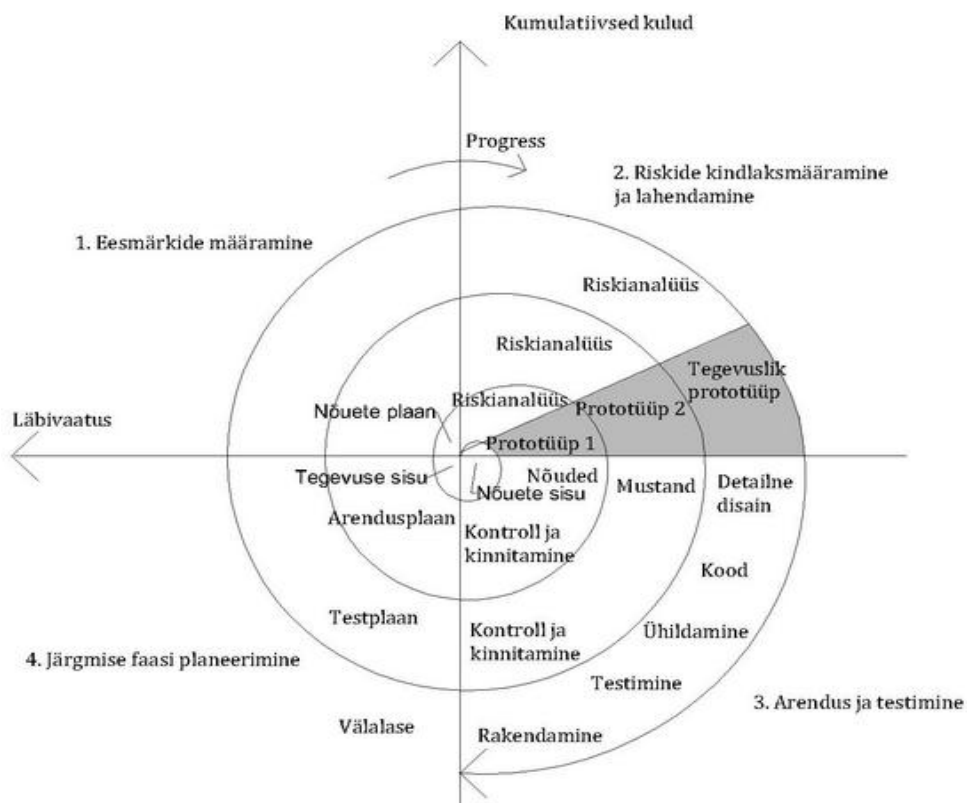 Kumulatiivsed kulud
Progress
2. Riskide kindlaksmääramine
ja lahendamine
1. Eesmärkide määramine
Riskianalüüs
Riskianalüüs
Tegevuslik
prototüüp
Riskianalüüs
Prototüüp 2
Nõuete plaan
Läbivaatus
Prototüüp 1
Tegevuse sisu
Nõuded
Mustand
Detailne
disain
Nõuete sisu
Arendusplaan
Kontroll ja
kinnitamine
Kood
Testplaan
Kontroll ja
kinnitamine
Ühildamine
4. Järgmise faasi planeerimine
Testimine
3. Arendus ja testimine
Välalase
Rakendamine